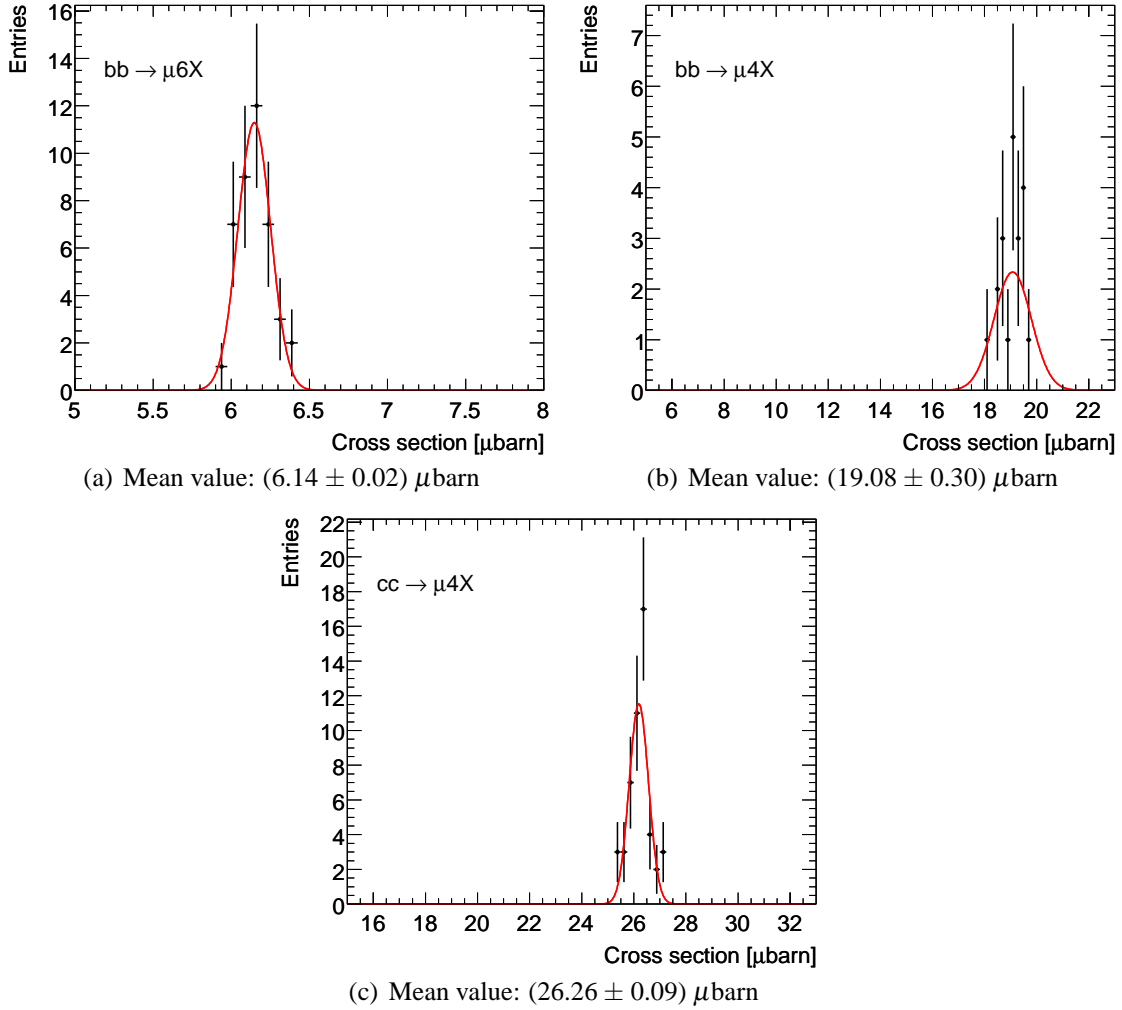 Entries
16
14
12
10
8
6
4
2
0
bb → μ6X
5 5.5 6 6.5 7 7.5 8
Cross section [μbarn]
(a) Mean value: (6.14 ± 0.02) μbarn
Entries
7
6
5
4
3
2
1
0
bb → μ4X
6 8 10 12 14 16 18 20 22
Cross section [μbarn]
(b) Mean value: (19.08 ± 0.30) μbarn
Entries
22
20
18
16
14
12
10
8
6
4
2
0
cc → μ4X
16 18 20 22 24 26 28 30 32
Cross section [μbarn]
(c) Mean value: (26.26 ± 0.09) μbarn